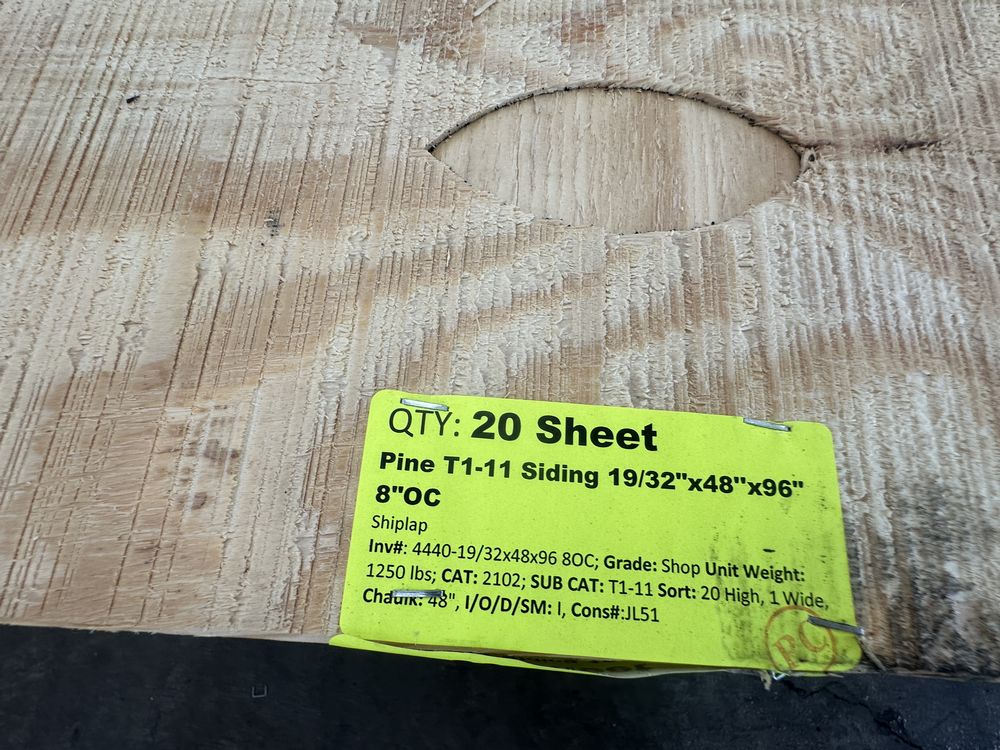 QTY: 20 Sheet
Pine T1-11 Siding 19/32"x48"x96"
8"OC
Shiplap
Inv#: 4440-19/32x48x96 8OC; Grade: Shop Unit Weight:
1250 lbs; CAT: 2102; SUB CAT: T1-11 Sort: 20 High, 1 Wide,
Chaulk: 48", I/O/D/SM: I, Cons#:JL51